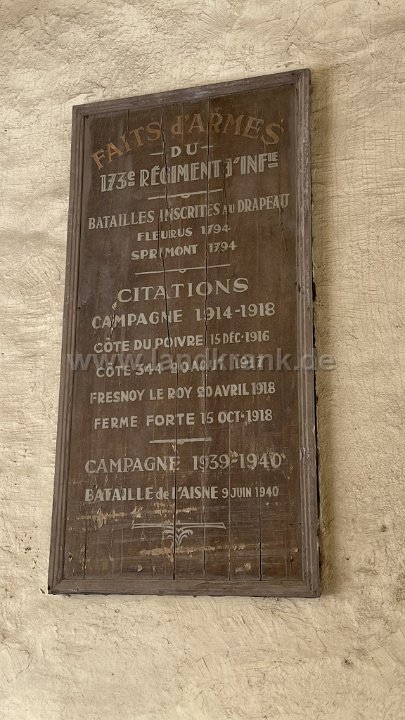 FAITS d'ARMES
DU
173e RÉGIMENT d'INFIE
BATAILLES INSCRITES AU DRAPEAU
FLEURUS 1794
SPRIMONT 1794
CITATIONS
CAMPAGNE 1914-1918
CÔTE DU POIVRE 15 DÉC. 1916
www.landkrank.de
CÔTE 344 20 AOUT 1917
FRESNOY LE ROY 20 AVRIL 1918
FERME FORTE 15 OCT. 1918
CAMPAGNE 1939-1940
BATAILLE de L'AISNE 9 JUIN 1940